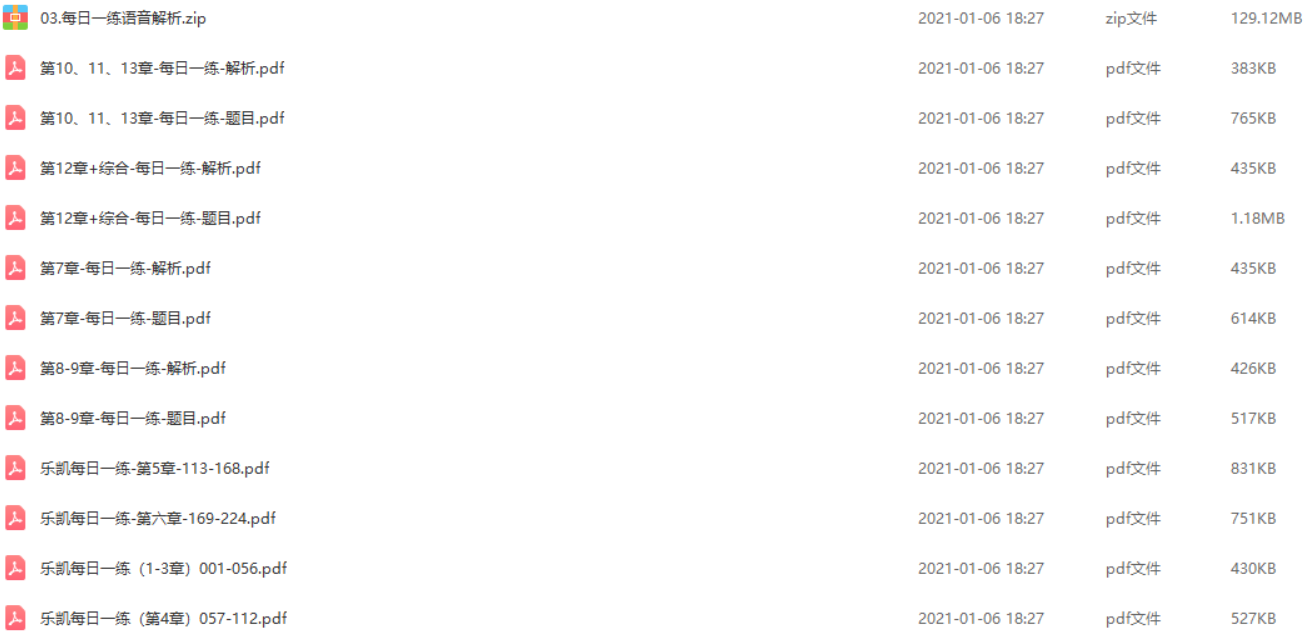 03.每日一练语音解析.zip 2021-01-06 18:27 zip文件 129.12MB
第10、11、13章-每日一练-解析.pdf 2021-01-06 18:27 pdf文件 383KB
第10、11、13章-每日一练-题目.pdf 2021-01-06 18:27 pdf文件 765KB
第12章+综合-每日一练-解析.pdf 2021-01-06 18:27 pdf文件 435KB
第12章+综合-每日一练-题目.pdf 2021-01-06 18:27 pdf文件 1.18MB
第7章-每日一练-解析.pdf 2021-01-06 18:27 pdf文件 435KB
第7章-每日一练-题目.pdf 2021-01-06 18:27 pdf文件 614KB
第8-9章-每日一练-解析.pdf 2021-01-06 18:27 pdf文件 426KB
第8-9章-每日一练-题目.pdf 2021-01-06 18:27 pdf文件 517KB
乐凯每日一练-第5章-113-168.pdf 2021-01-06 18:27 pdf文件 831KB
乐凯每日一练-第六章-169-224.pdf 2021-01-06 18:27 pdf文件 751KB
乐凯每日一练（1-3章）001-056.pdf 2021-01-06 18:27 pdf文件 430KB
乐凯每日一练（第4章）057-112.pdf 2021-01-06 18:27 pdf文件 527KB